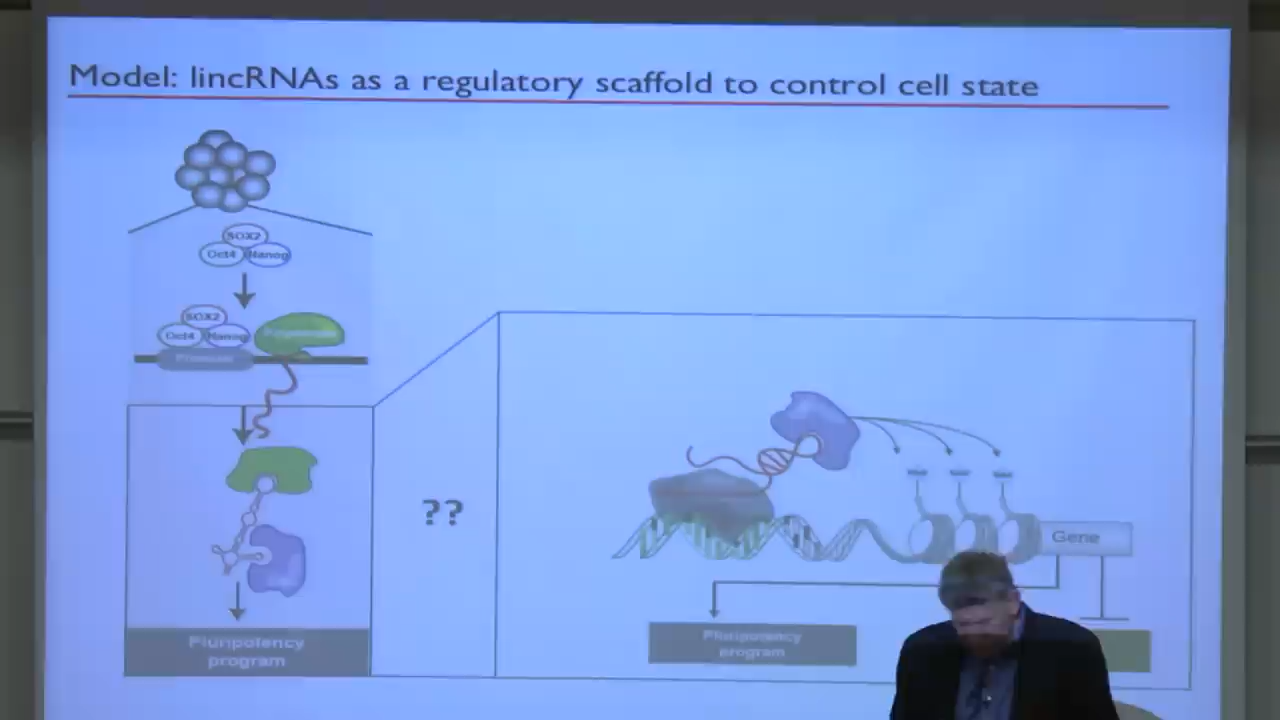 Model: lincRNAs as a regulatory scaffold to control cell state
SOX2
Oct4 Nanog
SOX2
Oct4 Nanog
Promoter
??
Gene
Pluripotency
program
Pluripotency
program